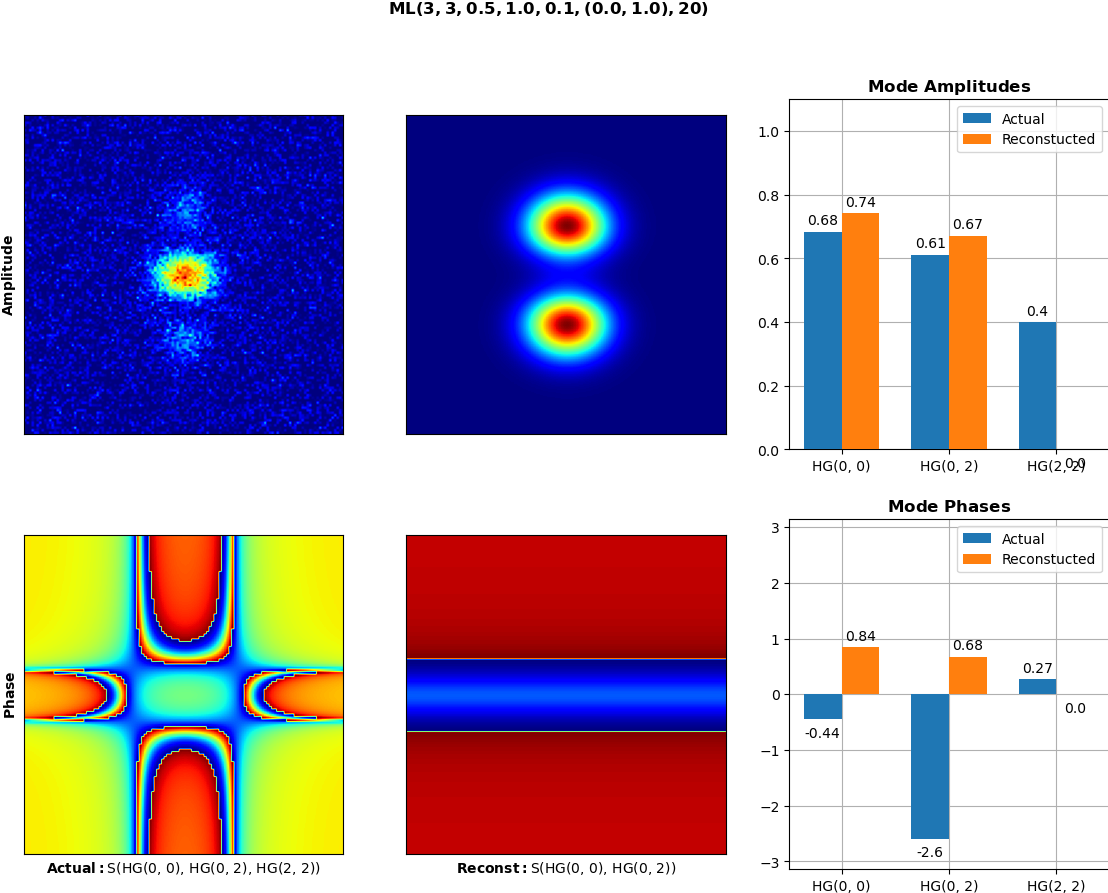 ML(3, 3, 0.5, 1.0, 0.1, (0.0, 1.0), 20)
Amplitude
Mode Amplitudes
Actual
Reconstucted
1.0
0.8
0.6
0.4
0.2
0.0
0.68
0.74
0.61
0.67
0.4
0.0
HG(0, 0)
HG(0, 2)
HG(2, 2)
Phase
Actual: S(HG(0, 0), HG(0, 2), HG(2, 2))
Reconst: S(HG(0, 0), HG(0, 2))
Mode Phases
Actual
Reconstucted
3
2
1
0
−1
−2
−3
-0.44
0.84
-2.6
0.68
0.27
0.0
HG(0, 0)
HG(0, 2)
HG(2, 2)